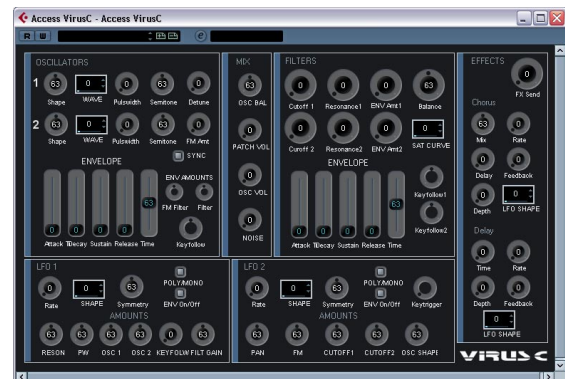 Access VirusC - Access VirusC
R W e
OSCILLATORS
1 63 0 0 63 0
Shape WAVE Pulswidth Semitone Detune
2 63 0 0 63 0
Shape WAVE Pulswidth Semitone FM Amt
SYNC
ENVELOPE
ENV AMOUNTS
FM Filter Filter
Keyfollow
0 0 0 0 63
Attack Decay Sustain Release Time
MIX
63
OSC BAL
0
PATCH VOL
0
OSC VOL
0
NOISE
FILTERS
0 0 0 63
Cutoff 1 Resonance1 ENV Amt1 Balance
0 0 0 0
Curoff 2 Resonance2 ENV Amt2 SAT CURVE
ENVELOPE
0 0 0 0 63
Attack Decay Sustain Release Time
Keyfollow1
Keyfollow2
EFFECTS
0
FX Send
Chorus
63 0
Mix Rate
0 0
Delay Feedback
0 0
Depth LFO SHAPE
Delay
0 0
Time Rate
0 0
Depth Feedback
0
LFO SHAPE
LFO 1
0 0 63
Rate SHAPE Symmetry
POLY/MONO
ENV On/Off
AMOUNTS
63 63 63 63 63 63
RESON PW OSC 1 OSC 2 KEYFOLW FILT GAIN
LFO 2
0 0 63
Rate SHAPE Symmetry
POLY/MONO
ENV On/Off
Keytrigger
AMOUNTS
63 63 63 63 63
PAN FM CUTOFF1 CUTOFF2 OSC SHAPE
VIRUS C